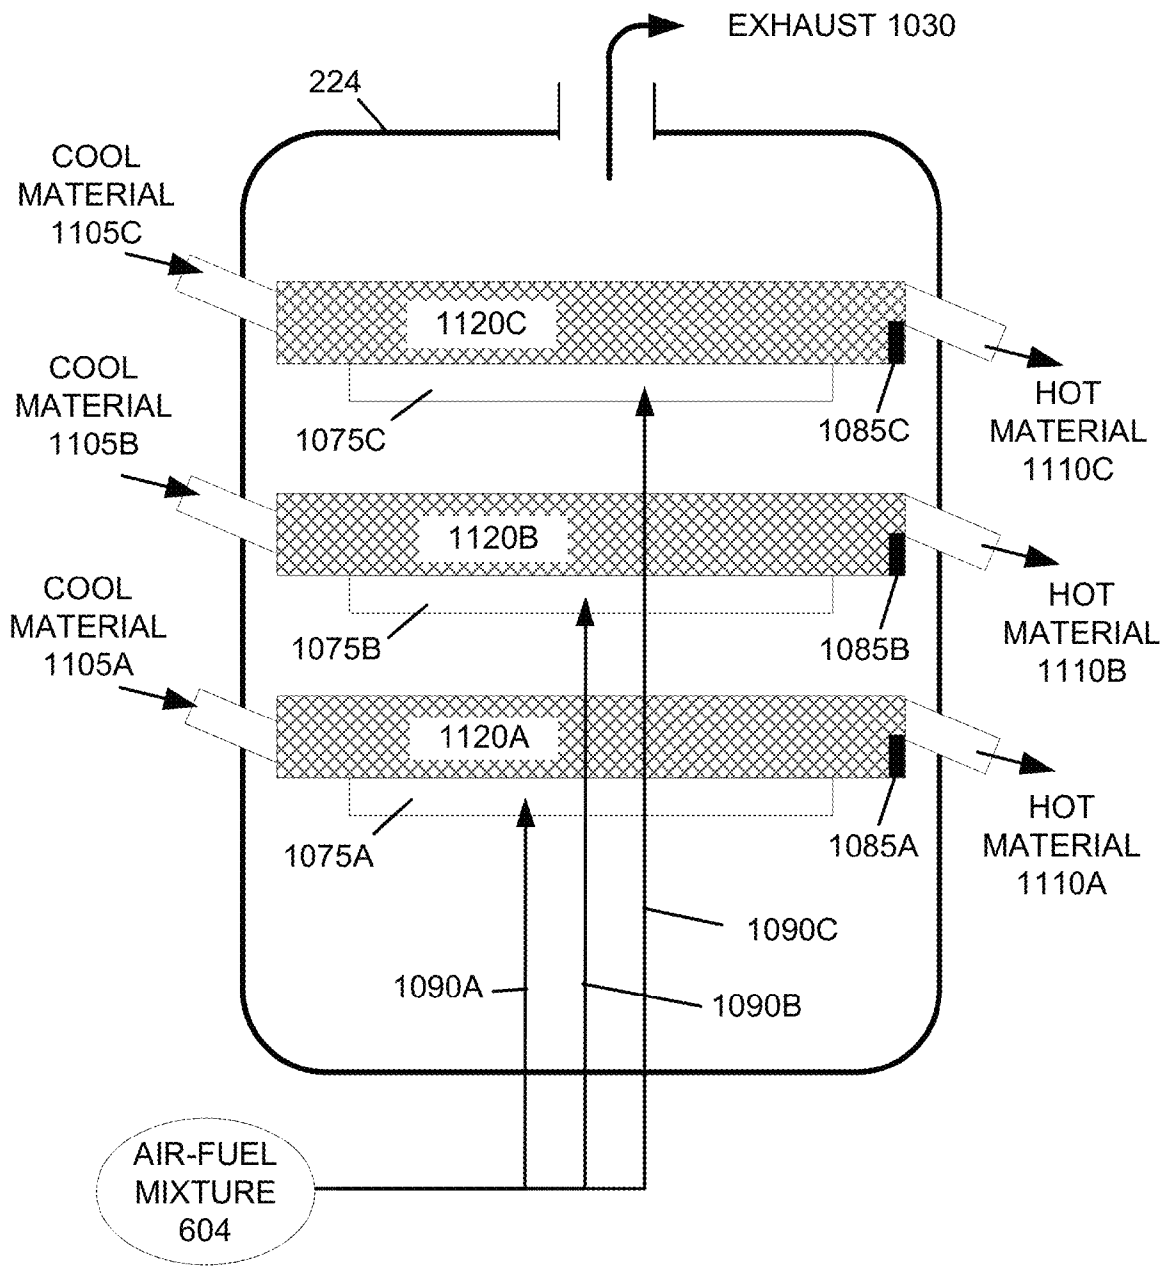 EXHAUST 1030
224
COOL
MATERIAL
1105C
1120C
1075C
1085C
HOT
MATERIAL
1110C
COOL
MATERIAL
1105B
1120B
1075B
1085B
HOT
MATERIAL
1110B
COOL
MATERIAL
1105A
1120A
1075A
1085A
HOT
MATERIAL
1110A
1090C
1090A
1090B
AIR-FUEL
MIXTURE
604